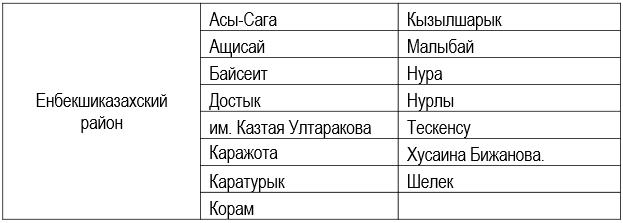 Енбекшиказахский район
Асы-Сага Кызылшарык
Ащисай Малыбай
Байсеит Нура
Достык Нурлы
им. Казтая Ултаракова Тескенсу
Каражота Хусаина Бижанова.
Каратурык Шелек
Корам